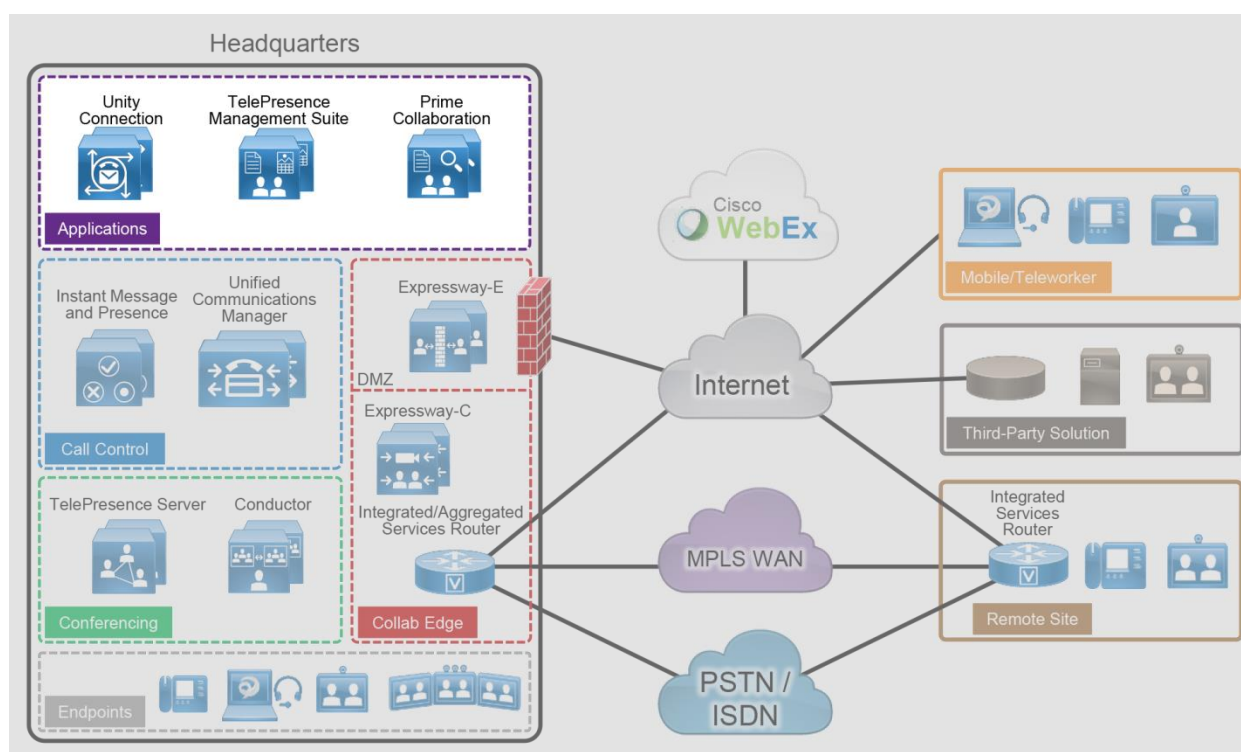 Headquarters
Unity
Connection
TelePresence
Management Suite
Prime
Collaboration
Applications
Instant Message
and Presence
Unified
Communications
Manager
Call Control
Expressway-E
DMZ
Expressway-C
Integrated/Aggregated
Services Router
V
Collab Edge
TelePresence Server
Conductor
Conferencing
Endpoints
Cisco
WebEx
Internet
MPLS WAN
PSTN /
ISDN
Mobile/Teleworker
Third-Party Solution
Integrated
Services
Router
V
Remote Site